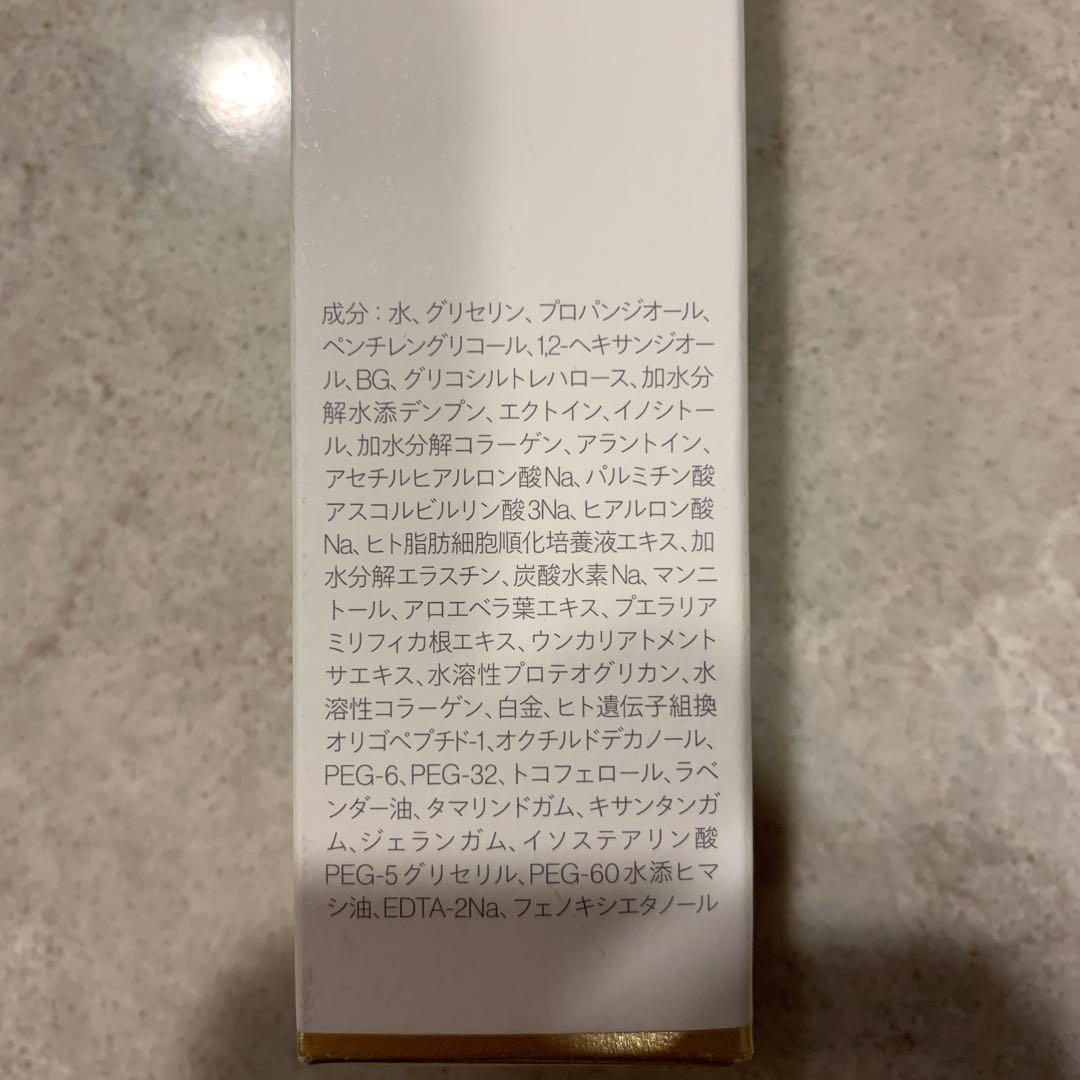 成分：水、グリセリン、プロパンジオール、
ペンチレングリコール、1,2-ヘキサンジオー
ル、BG、グリコシルトレハロース、加水分
解水添デンプン、エクトイン、イノシトー
ル、加水分解コラーゲン、アラントイン、
アセチルヒアルロン酸Na、パルミチン酸
アスコルビルリン酸3Na、ヒアルロン酸
Na、ヒト脂肪細胞順化培養液エキス、加
水分解エラスチン、炭酸水素Na、マンニ
トール、アロエベラ葉エキス、プエラリア
ミリフィカ根エキス、ウンカリアトメント
サエキス、水溶性プロテオグリカン、水
溶性コラーゲン、白金、ヒト遺伝子組換
オリゴペプチド-1、オクチルドデカノール、
PEG-6、PEG-32、トコフェロール、ラベ
ンダー油、タマリンドガム、キサンタンガ
ム、ジェランガム、イソステアリン酸
PEG-5グリセリル、PEG-60水添ヒマ
シ油、EDTA-2Na、フェノキシエタノール